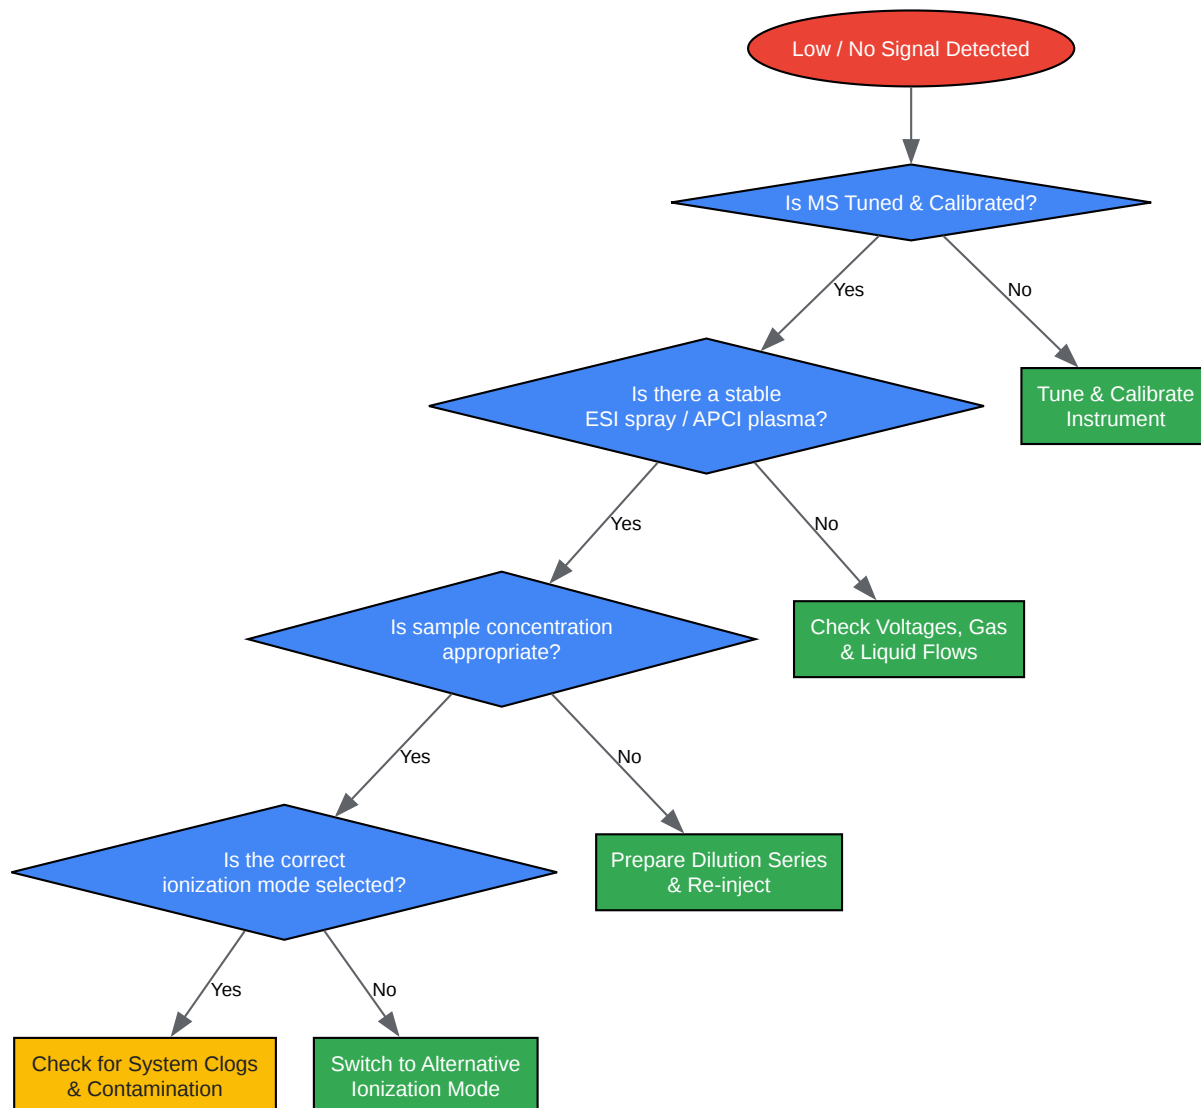 Low / No Signal Detected
Is MS Tuned & Calibrated?
Yes
No
Is there a stable
ESI spray / APCI plasma?
Tune & Calibrate
Instrument
Yes
No
Is sample concentration
appropriate?
Check Voltages, Gas
& Liquid Flows
Yes
No
Is the correct
ionization mode selected?
Prepare Dilution Series
& Re-inject
Yes
No
Check for System Clogs
& Contamination
Switch to Alternative
Ionization Mode